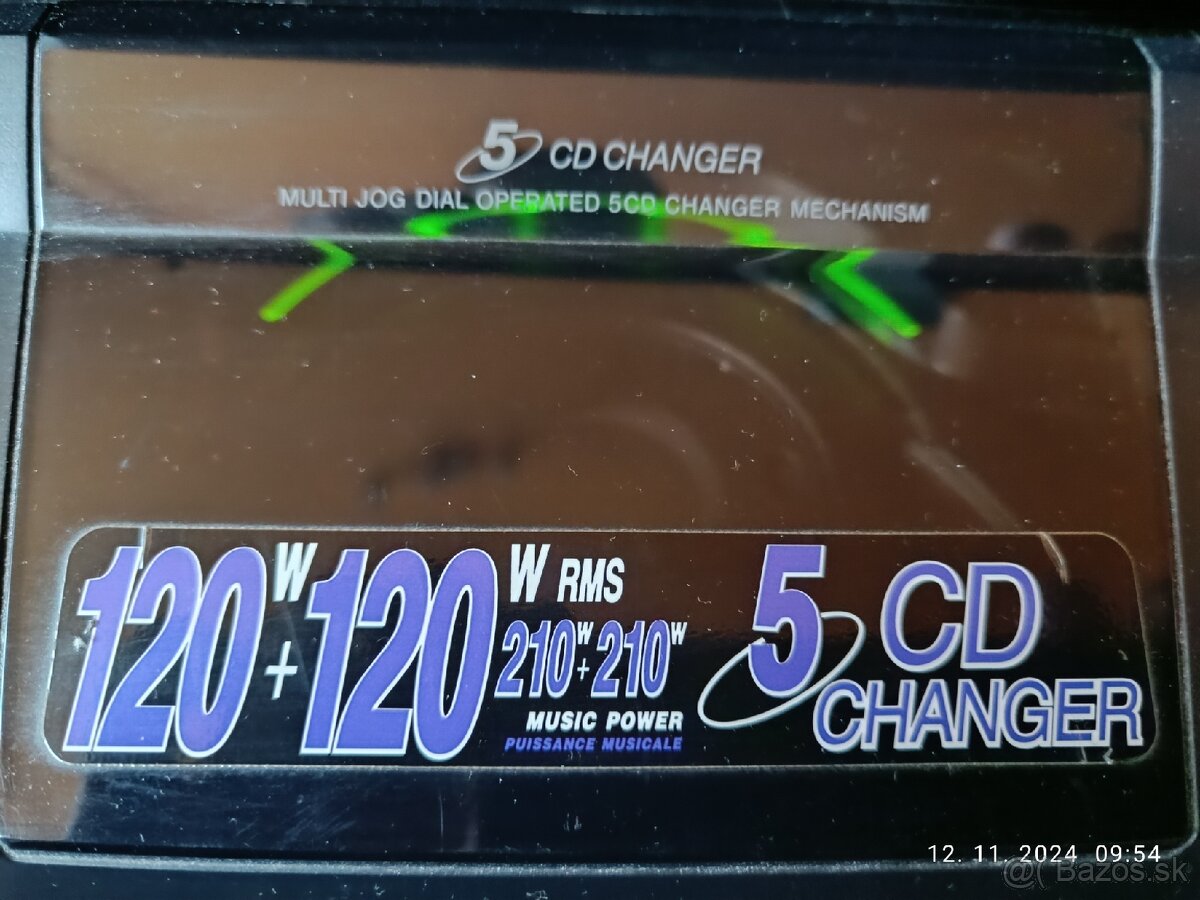 5 CD CHANGER
MULTI JOG DIAL OPERATED 5CD CHANGER MECHANISM
120W+120W RMS
210W+210W
MUSIC POWER
PUISSANCE MUSICALE
5 CD
CHANGER
12. 11. 2024 09:54
Bazos.sk